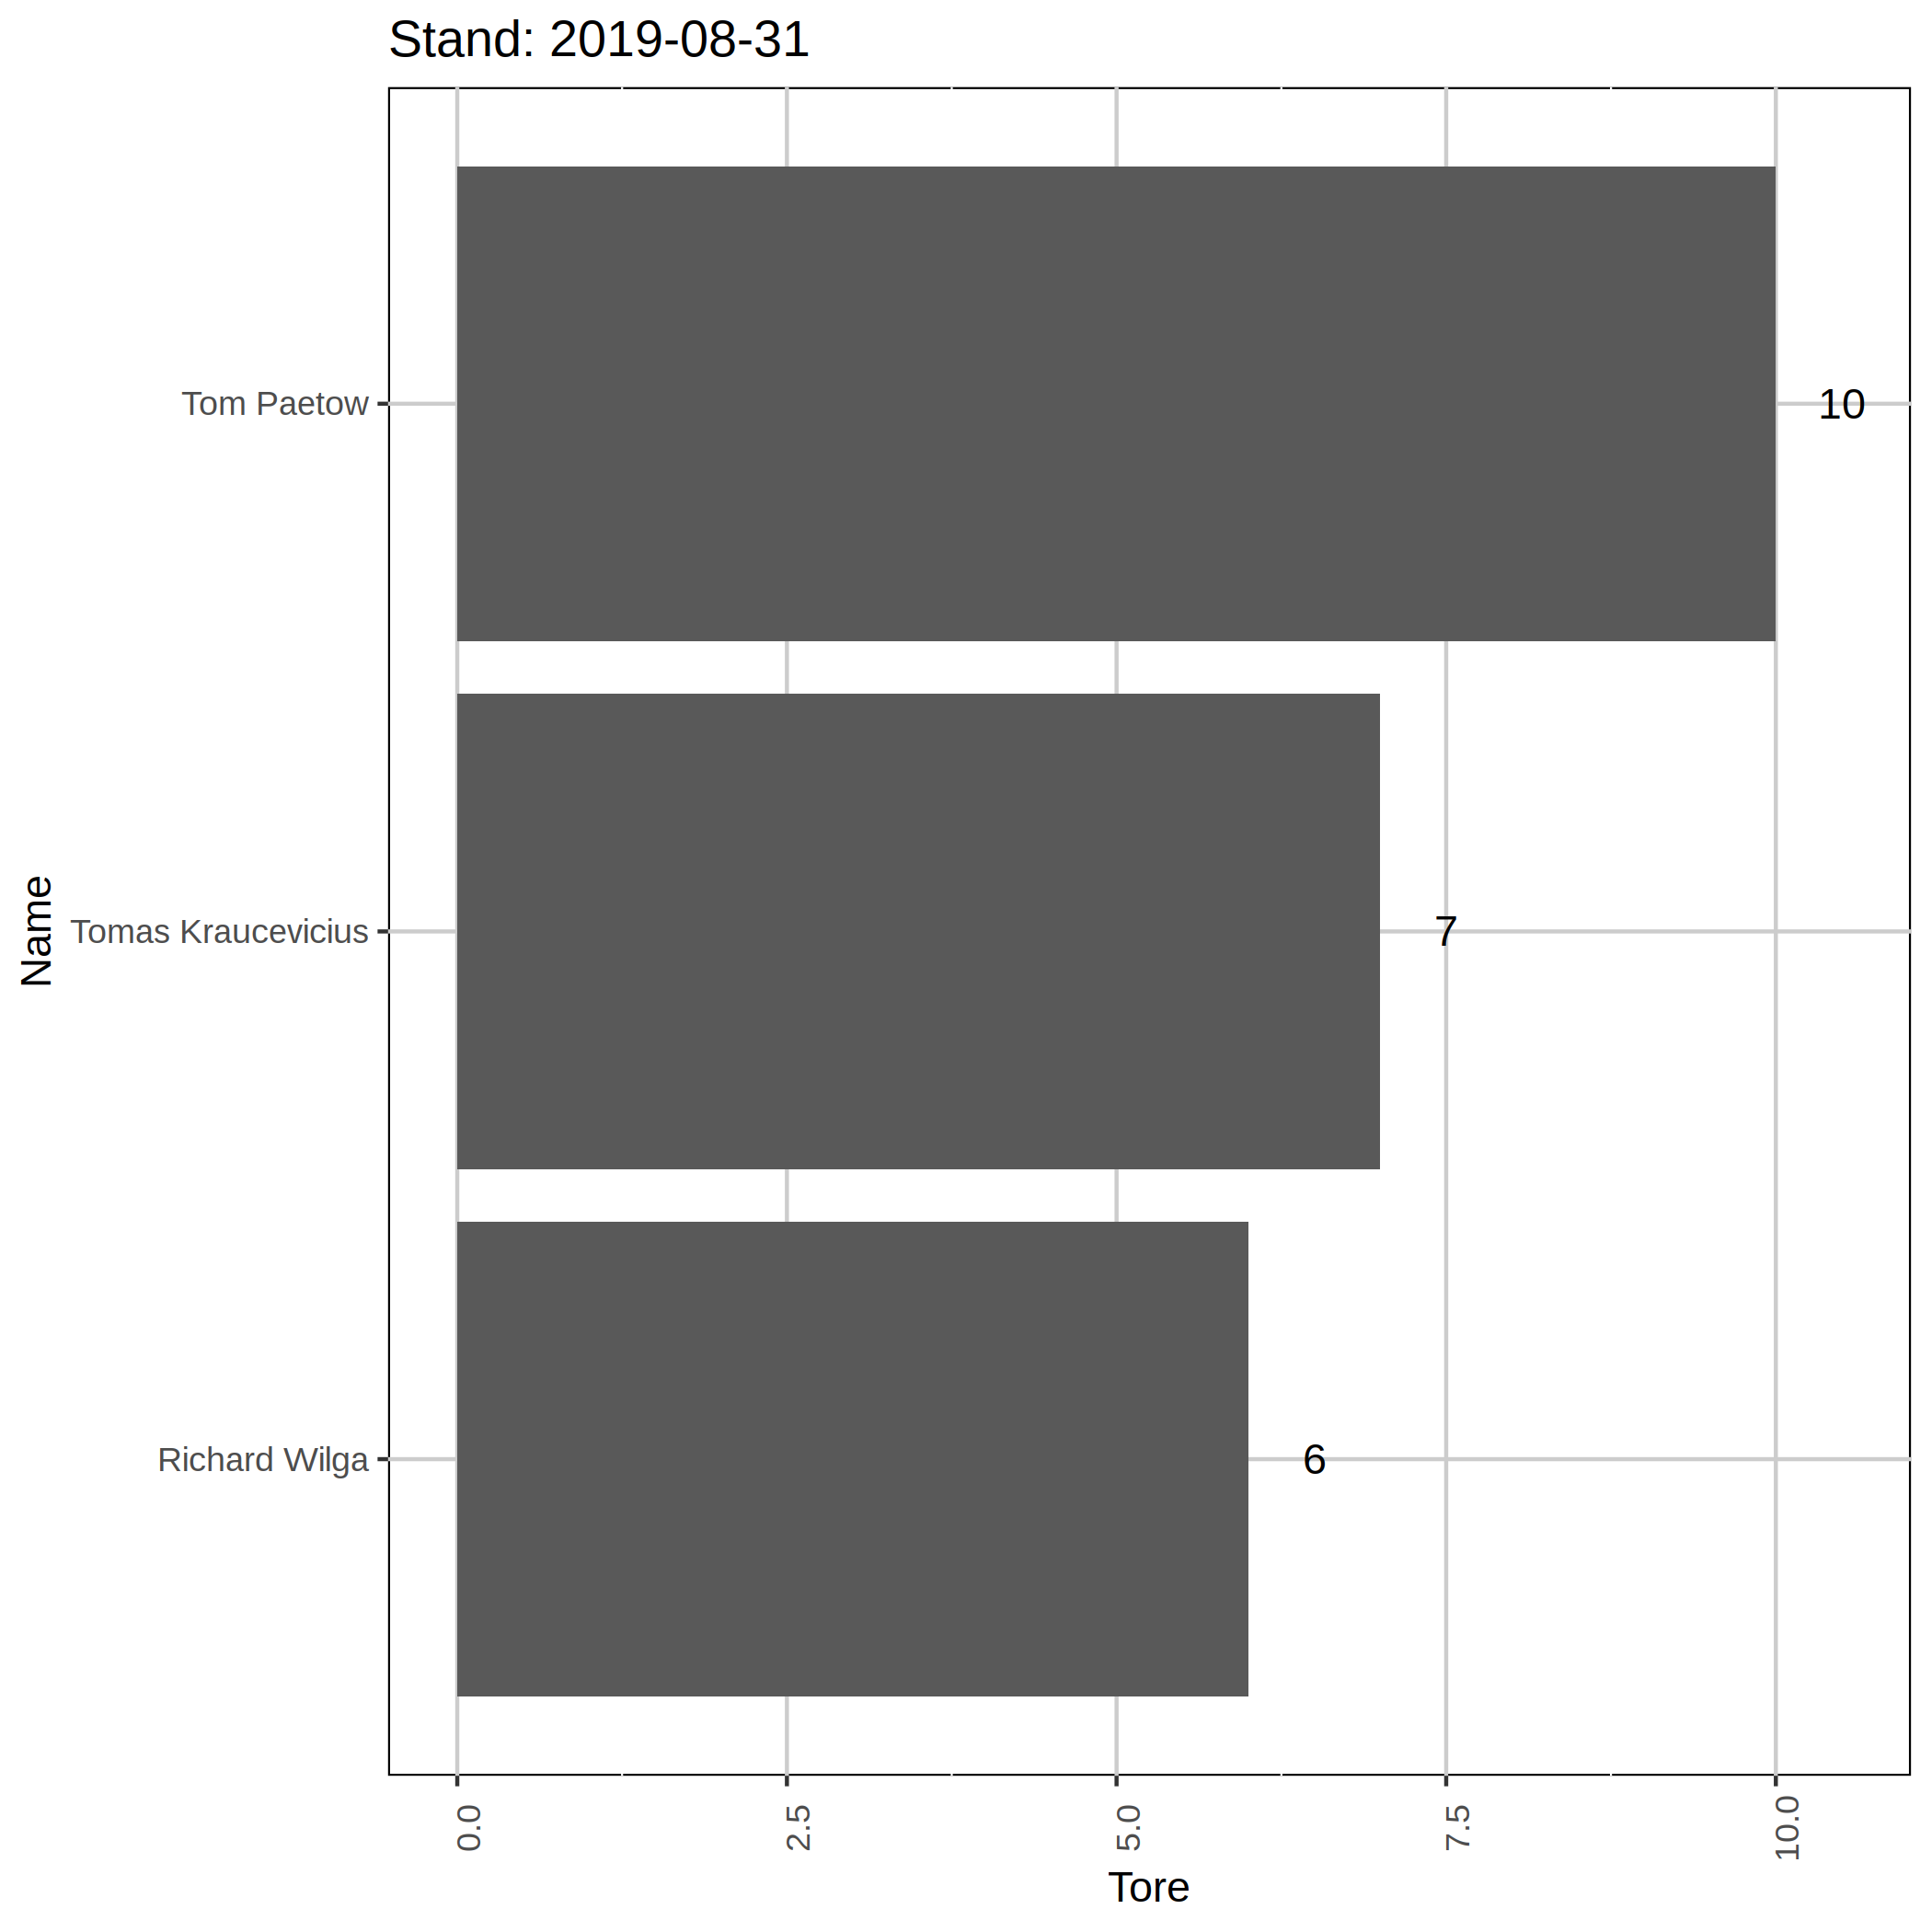 Stand: 2019-08-31
Name
Tom Paetow
10
Tomas Kraucevicius
7
Richard Wilga
6
0.0
2.5
5.0
7.5
10.0
Tore